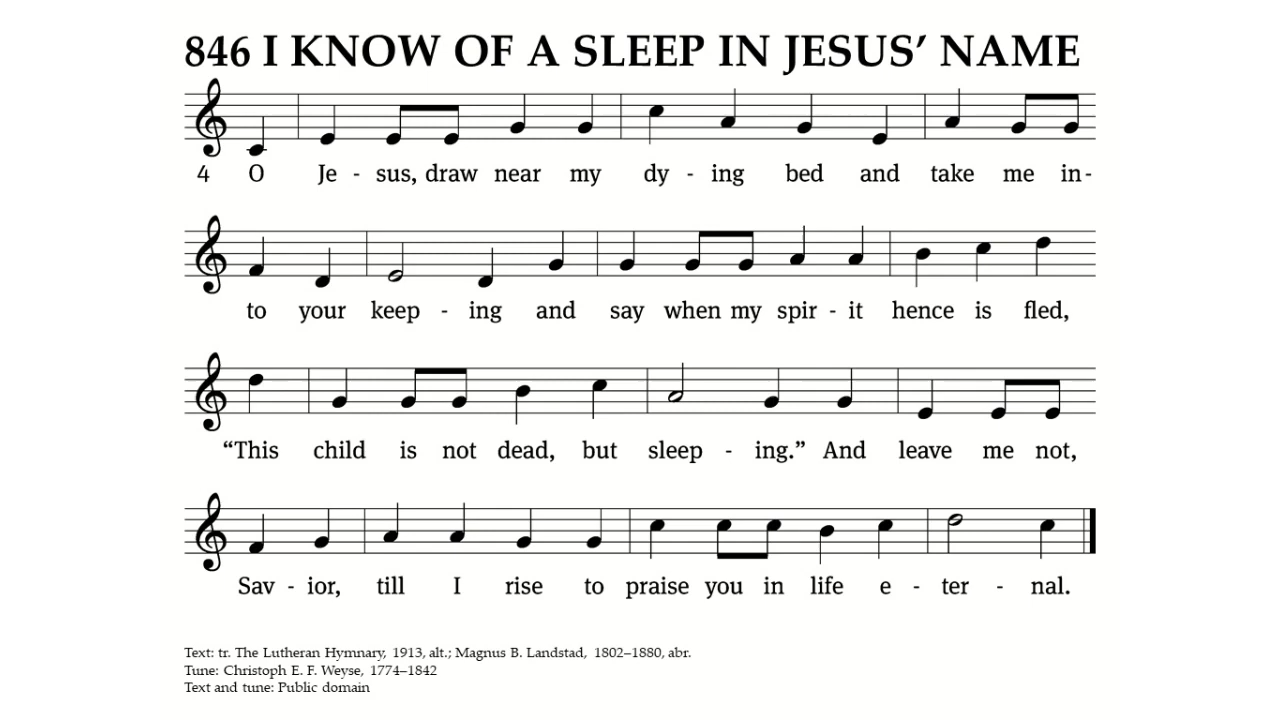 846 I KNOW OF A SLEEP IN JESUS’ NAME
4 O Je - sus, draw near my dy - ing bed and take me in-
to your keep - ing and say when my spir - it hence is fled,
“This child is not dead, but sleep - ing.” And leave me not,
Sav - ior, till I rise to praise you in life e - ter - nal.
Text: tr. The Lutheran Hymnary, 1913, alt.; Magnus B. Landstad, 1802–1880, abr.
Tune: Christoph E. F. Weyse, 1774–1842
Text and tune: Public domain